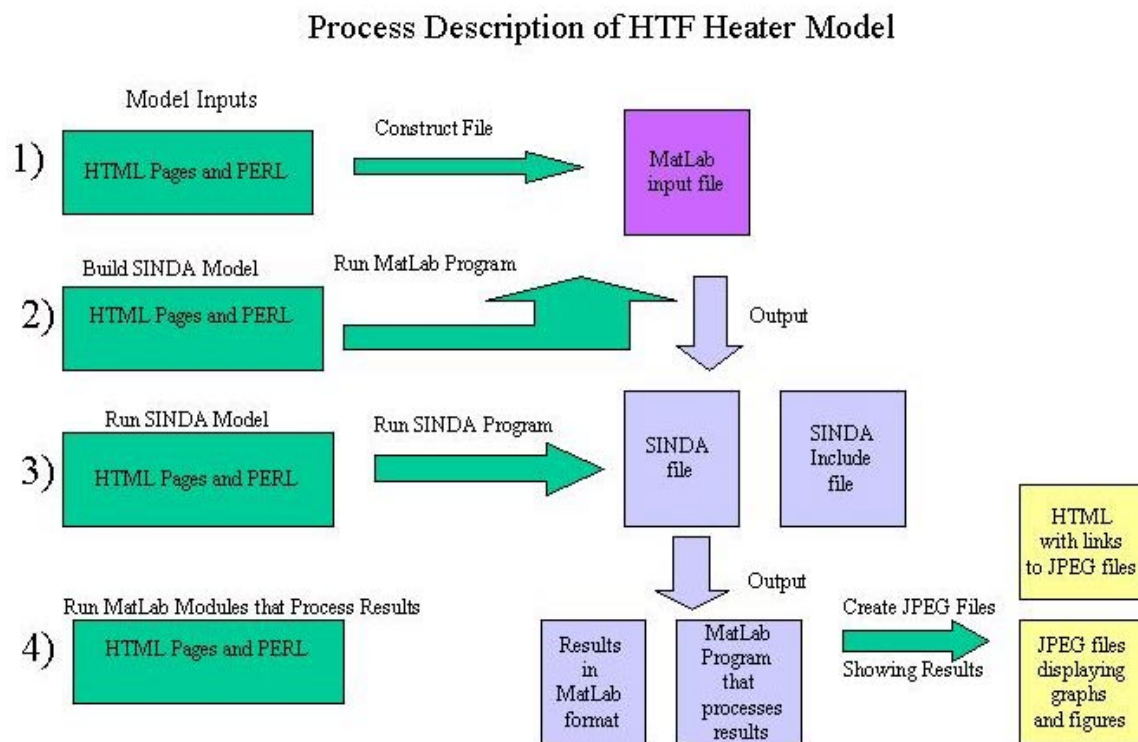 Process Description of HTF Heater Model
Model Inputs
1)
HTML Pages and PERL
Construct File
MatLab
input file
Build SINDA Model
2)
HTML Pages and PERL
Run MatLab Program
Output
Run SINDA Model
3)
HTML Pages and PERL
Run SINDA Program
SINDA
file
SINDA
Include
file
Output
Run MatLab Modules that Process Results
4)
HTML Pages and PERL
Results
in
MatLab
format
MatLab
Program
that
processes
results
Create JPEG Files
Showing Results
HTML
with links
to JPEG files
JPEG files
displaying
graphs
and figures